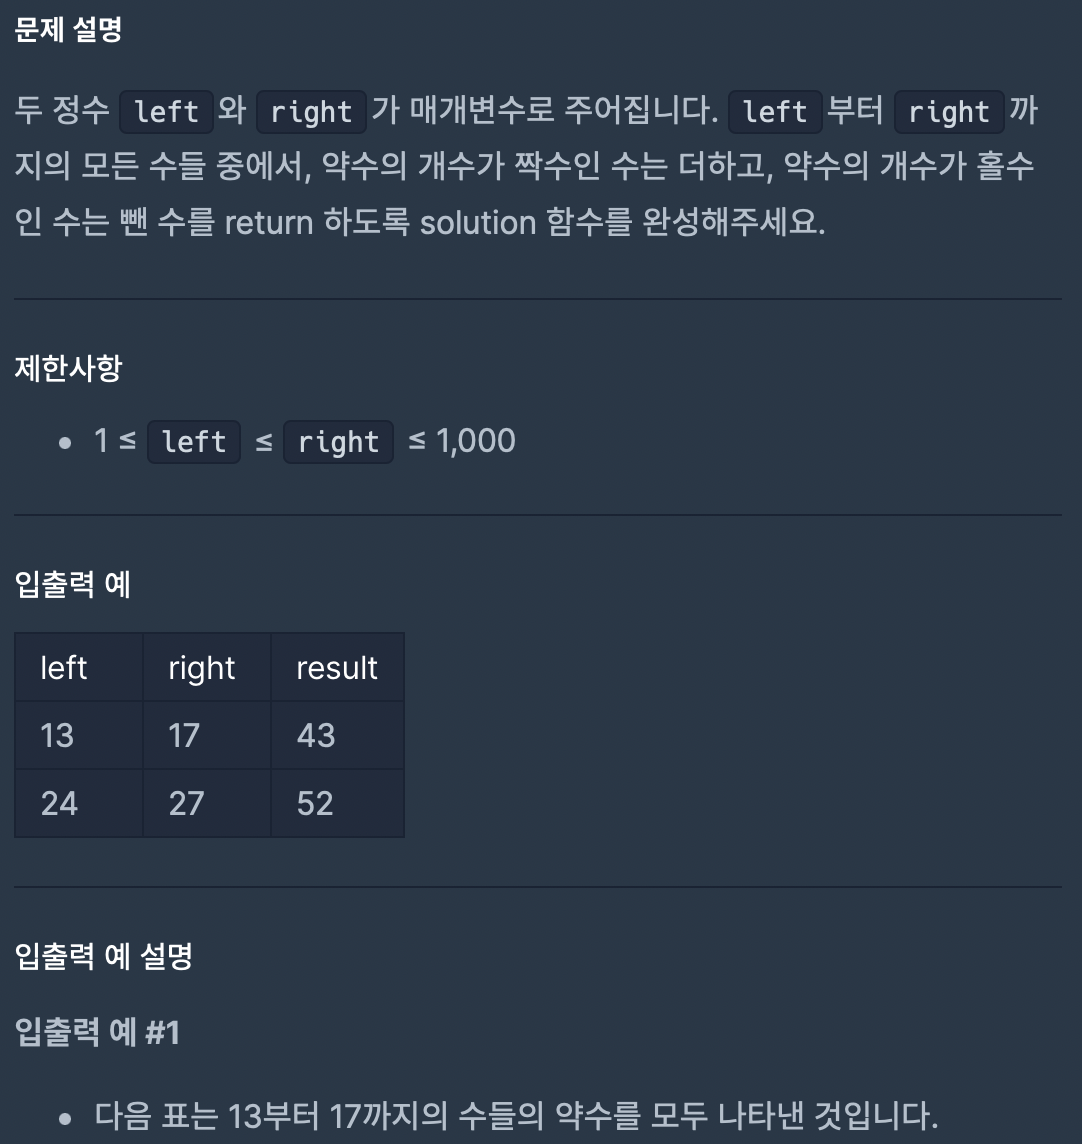 문제 설명
두 정수 left와 right가 매개변수로 주어집니다. left부터 right까
지의 모든 수들 중에서, 약수의 개수가 짝수인 수는 더하고, 약수의 개수가 홀수
인 수는 뺀 수를 return 하도록 solution 함수를 완성해주세요.
제한사항
• 1 ≤ left ≤ right ≤ 1,000
입출력 예
left right result
13 17 43
24 27 52
입출력 예 설명
입출력 예 #1
• 다음 표는 13부터 17까지의 수들의 약수를 모두 나타낸 것입니다.